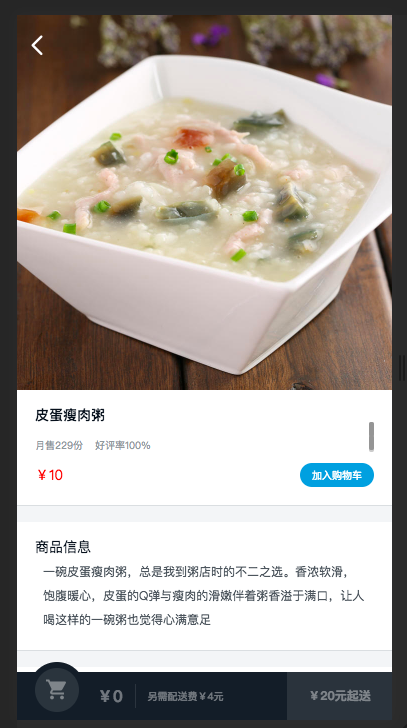 皮蛋瘦肉粥
月售229份 好评率100%
￥10 加入购物车
商品信息
一碗皮蛋瘦肉粥，总是我到粥店时的不二之选。香浓软滑，
饱腹暖心，皮蛋的Q弹与瘦肉的滑嫩伴着粥香溢于满口，让人
喝这样的一碗粥也觉得心满意足
￥0 另需配送费￥4元 ￥20元起送